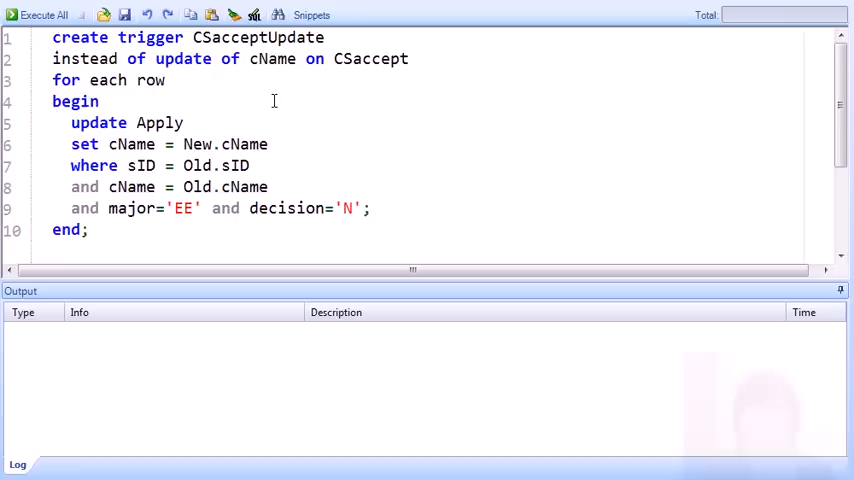 Execute All Snippets Total:
1 create trigger CSacceptUpdate
2 instead of update of cName on CSaccept
3 for each row
4 begin
5 update Apply
6 set cName = New.cName
7 where sID = Old.sID
8 and cName = Old.cName
9 and major='EE' and decision='N';
10 end;
Output
Type Info Description Time
Log